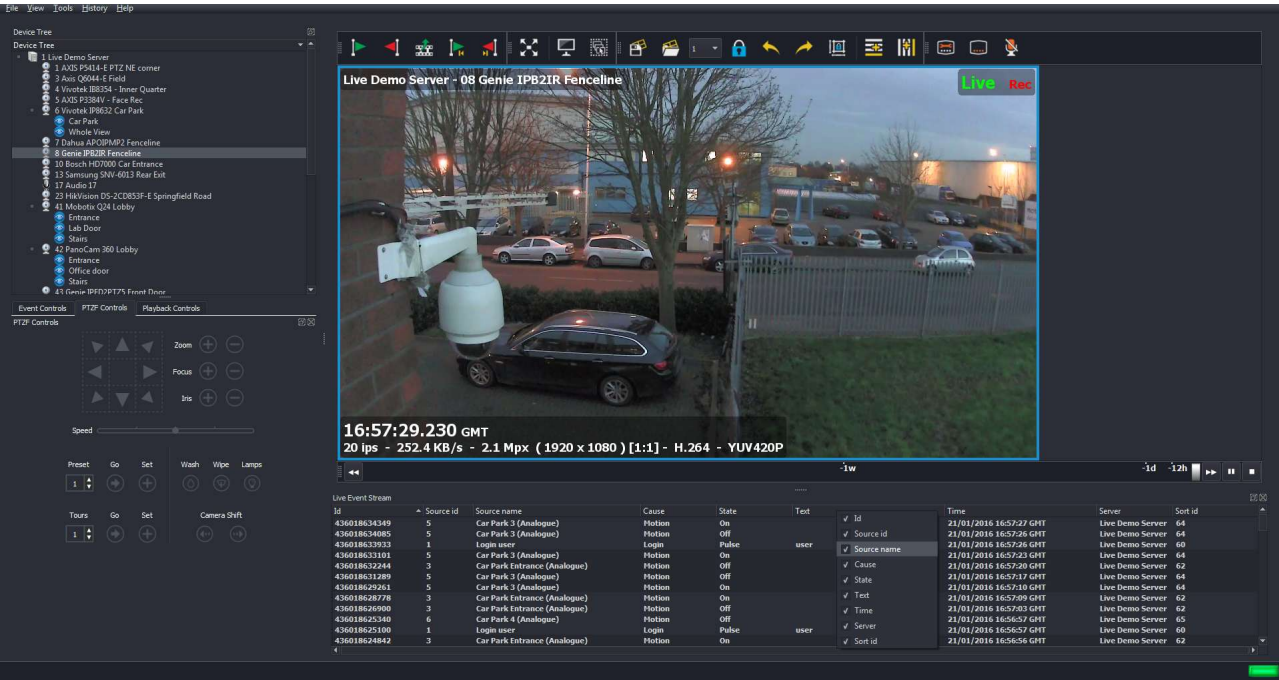 File View Tools History Help
Device Tree
Device Tree
1 Live Demo Server
1 AXIS P5414-E PTZ NE corner
3 Axis Q6044-E Field
4 Vivotek IB8354 - Inner Quarter
5 AXIS P3384V - Face Rec
6 Vivotek IP8632 Car Park
Car Park
Whole View
7 Dahua APOIPMP2 Fenceline
8 Genie IPB2IR Fenceline
10 Bosch HD7000 Car Entrance
13 Samsung SNV-6013 Rear Exit
17 Audio 17
23 HikVision DS-2CD853F-E Springfield Road
41 Mobotix Q24 Lobby
Entrance
Lab Door
Stairs
42 PanoCam 360 Lobby
Entrance
Office door
Stairs
43 Genie IPFD2PTZ5 Front Door
Event Controls PTZF Controls Playback Controls
PTZF Controls
Zoom
Focus
Iris
Speed
Preset Go Set Wash Wipe Lamps
1
Tours Go Set Camera Shift
1
1
Live Demo Server - 08 Genie IPB2IR Fenceline
Live Rec
16:57:29.230 GMT
20 ips - 252.4 KB/s - 2.1 Mpx ( 1920 x 1080 ) [1:1] - H.264 - YUV420P
-1w -1d -12h
Live Event Stream
Id Source id Source name Cause State Text Time Server Sort id
436018634349 5 Car Park 3 (Analogue) Motion On 21/01/2016 16:57:27 GMT Live Demo Server 64
436018634085 5 Car Park 3 (Analogue) Motion Off 21/01/2016 16:57:26 GMT Live Demo Server 64
436018633933 1 Login user Login Pulse user 21/01/2016 16:57:26 GMT Live Demo Server 60
436018633101 5 Car Park 3 (Analogue) Motion On 21/01/2016 16:57:23 GMT Live Demo Server 64
436018632244 3 Car Park Entrance (Analogue) Motion Off 21/01/2016 16:57:20 GMT Live Demo Server 62
436018631289 5 Car Park 3 (Analogue) Motion Off 21/01/2016 16:57:17 GMT Live Demo Server 64
436018629261 5 Car Park 3 (Analogue) Motion On 21/01/2016 16:57:10 GMT Live Demo Server 64
436018628778 3 Car Park Entrance (Analogue) Motion On 21/01/2016 16:57:09 GMT Live Demo Server 62
436018626900 3 Car Park Entrance (Analogue) Motion Off 21/01/2016 16:57:03 GMT Live Demo Server 62
436018625340 6 Car Park 4 (Analogue) Motion Off 21/01/2016 16:56:57 GMT Live Demo Server 65
436018625100 1 Login user Login Pulse user 21/01/2016 16:56:57 GMT Live Demo Server 60
436018624842 3 Car Park Entrance (Analogue) Motion On 21/01/2016 16:56:56 GMT Live Demo Server 62
Id
Source id
Source name
Cause
State
Text
Time
Server
Sort id